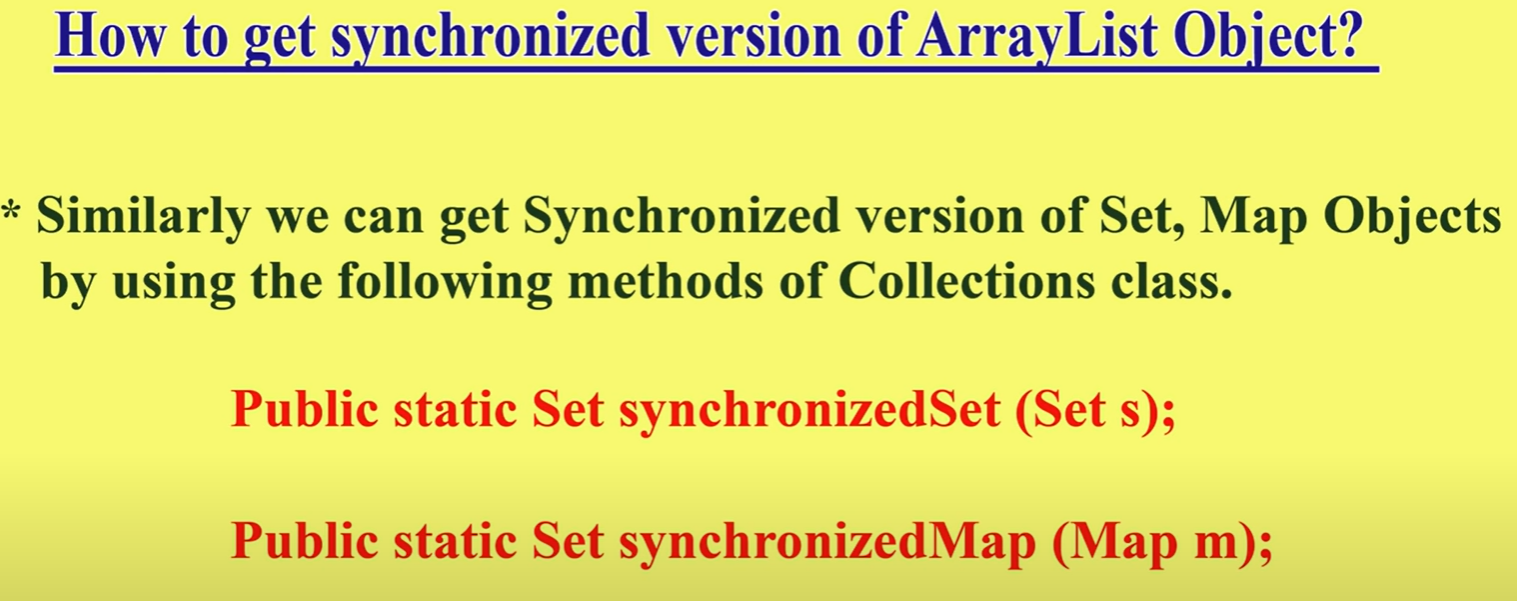 How to get synchronized version of ArrayList Object?
* Similarly we can get Synchronized version of Set, Map Objects
by using the following methods of Collections class.
Public static Set synchronizedSet (Set s);
Public static Set synchronizedMap (Map m);